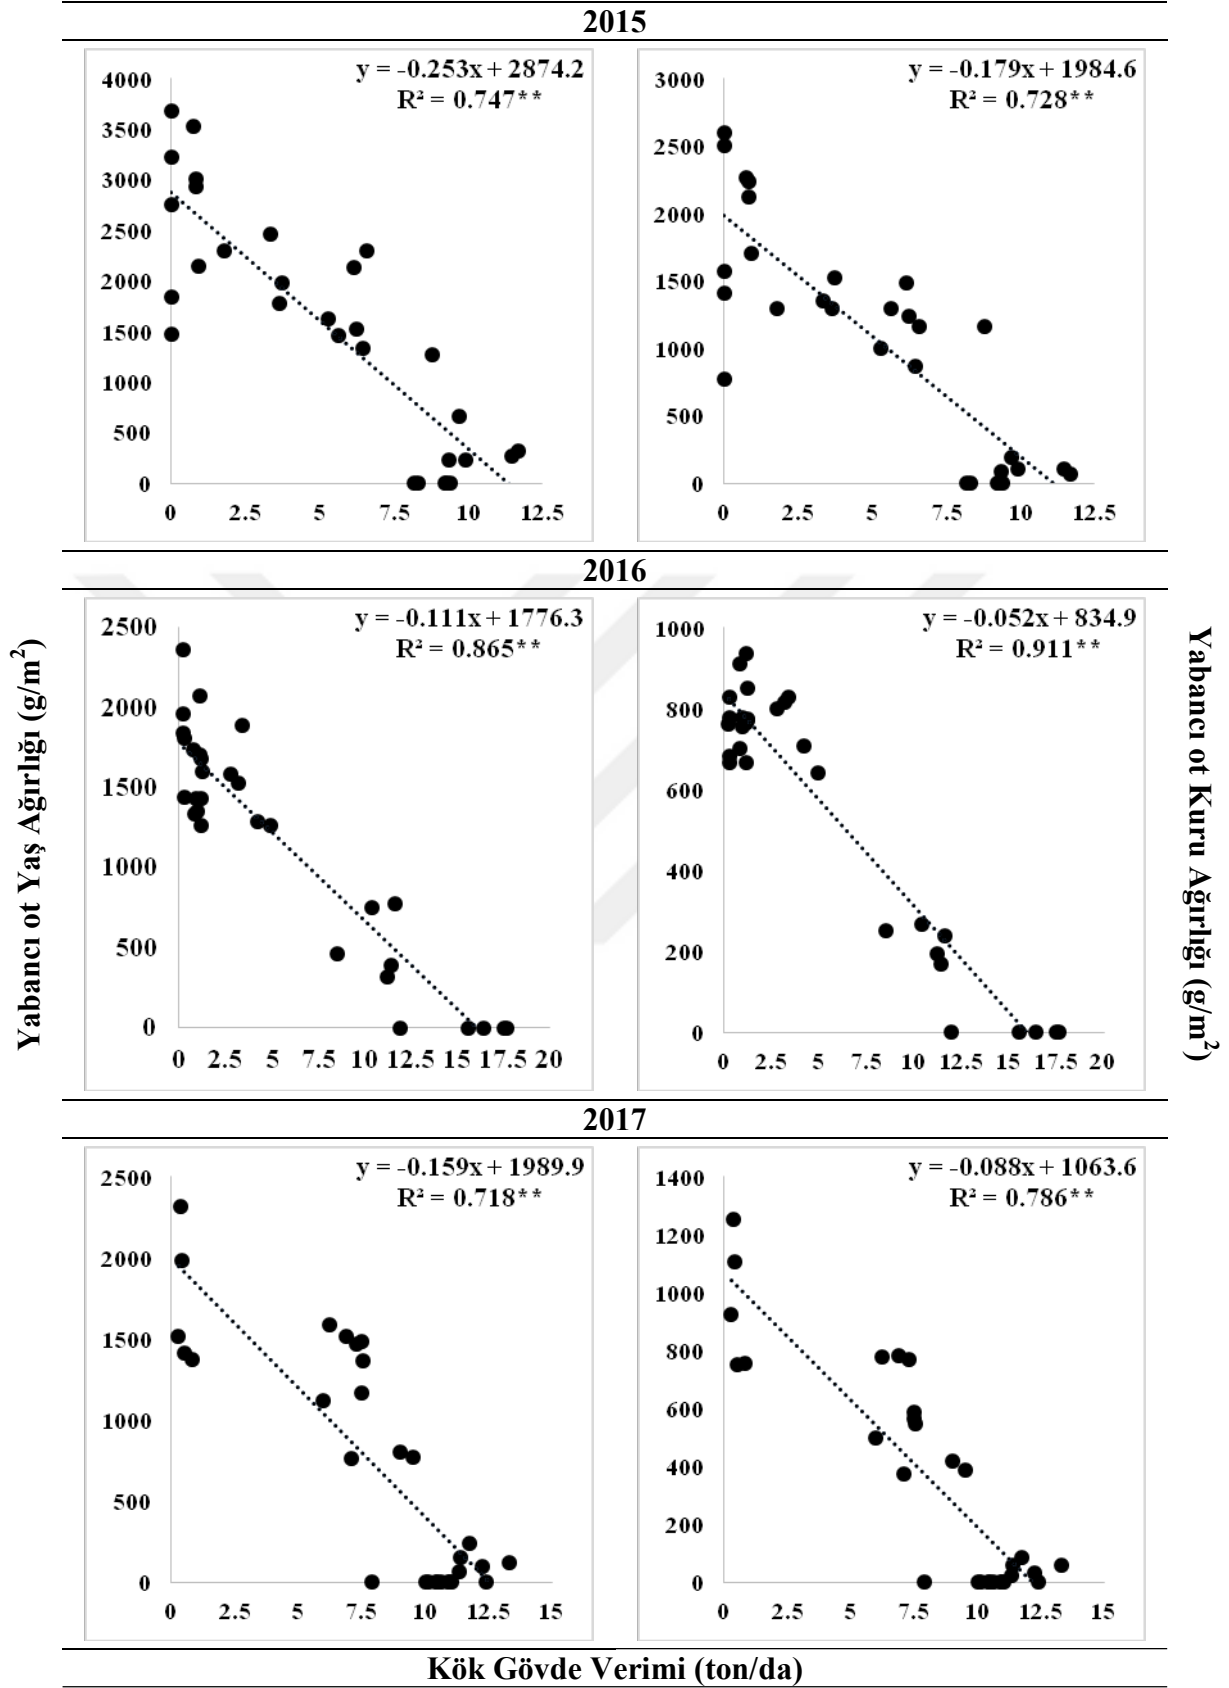 2015
y = -0.253x + 2874.2
R² = 0.747**
4000
3500
3000
2500
2000
1500
1000
500
0
0 2.5 5 7.5 10 12.5
y = -0.179x + 1984.6
R² = 0.728**
3000
2500
2000
1500
1000
500
0
0 2.5 5 7.5 10 12.5
2016
Yabancı ot Yaş Ağırlığı (g/m²)
y = -0.111x + 1776.3
R² = 0.865**
2500
2000
1500
1000
500
0
0 2.5 5 7.5 10 12.5 15 17.5 20
y = -0.052x + 834.9
R² = 0.911**
1000
800
600
400
200
0
0 2.5 5 7.5 10 12.5 15 17.5 20
Yabancı ot Kuru Ağırlığı (g/m²)
2017
y = -0.159x + 1989.9
R² = 0.718**
2500
2000
1500
1000
500
0
0 2.5 5 7.5 10 12.5 15
y = -0.088x + 1063.6
R² = 0.786**
1400
1200
1000
800
600
400
200
0
0 2.5 5 7.5 10 12.5 15
Kök Gövde Verimi (ton/da)